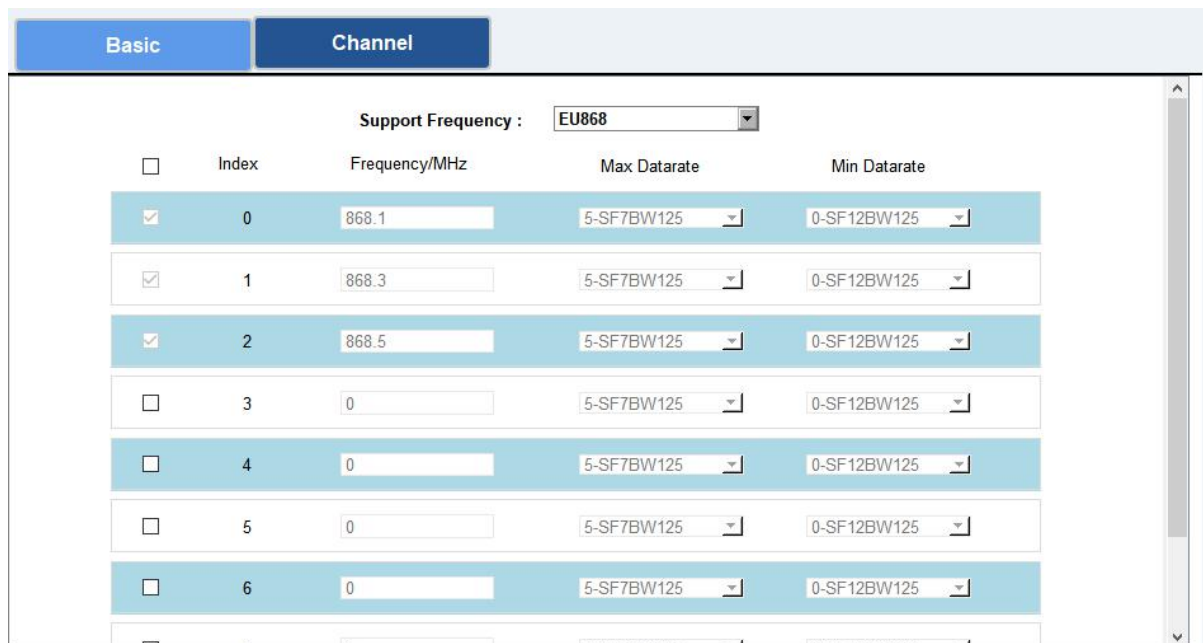 Basic Channel
Support Frequency : EU868
Index Frequency/MHz Max Datarate Min Datarate
0 868.1 5-SF7BW125 0-SF12BW125
1 868.3 5-SF7BW125 0-SF12BW125
2 868.5 5-SF7BW125 0-SF12BW125
3 0 5-SF7BW125 0-SF12BW125
4 0 5-SF7BW125 0-SF12BW125
5 0 5-SF7BW125 0-SF12BW125
6 0 5-SF7BW125 0-SF12BW125